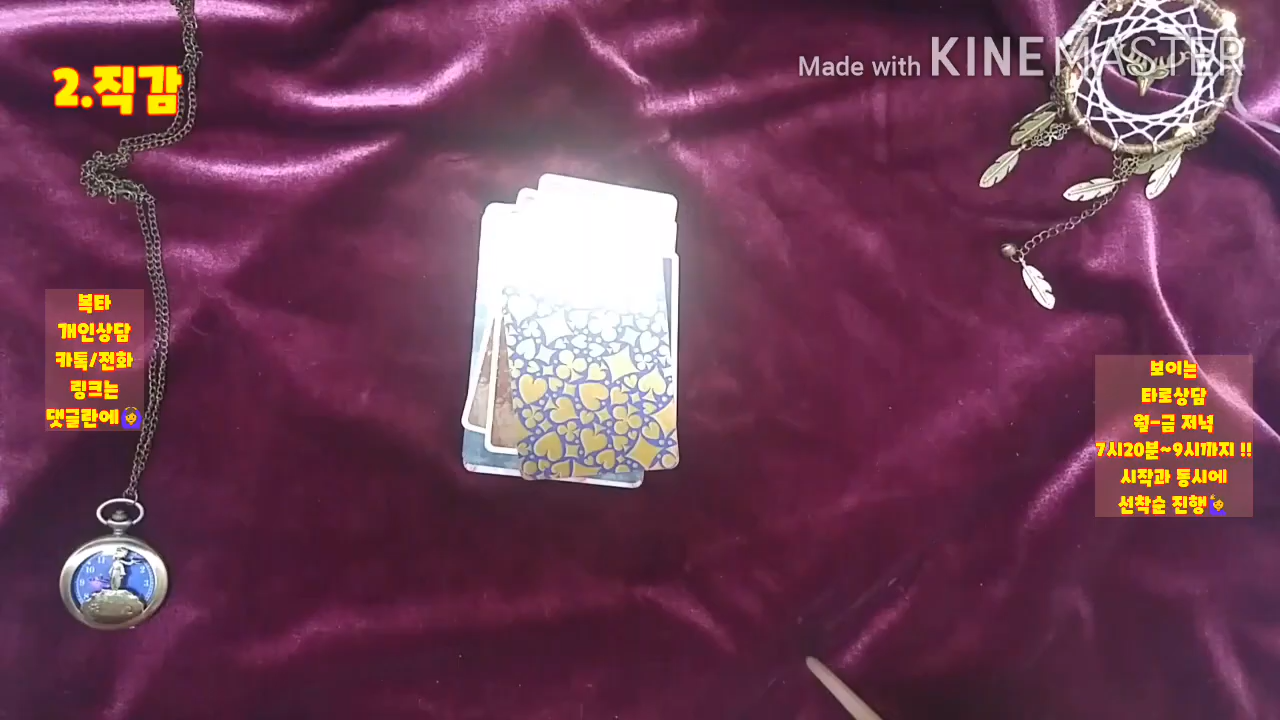 2.직감
Made with KINEMASTER
복타
개인상담
카톡/전화
링크는
댓글란에
보이는
타로상담
월-금 저녁
7시20분~9시까지 !!
시작과 동시에
선착순 진행